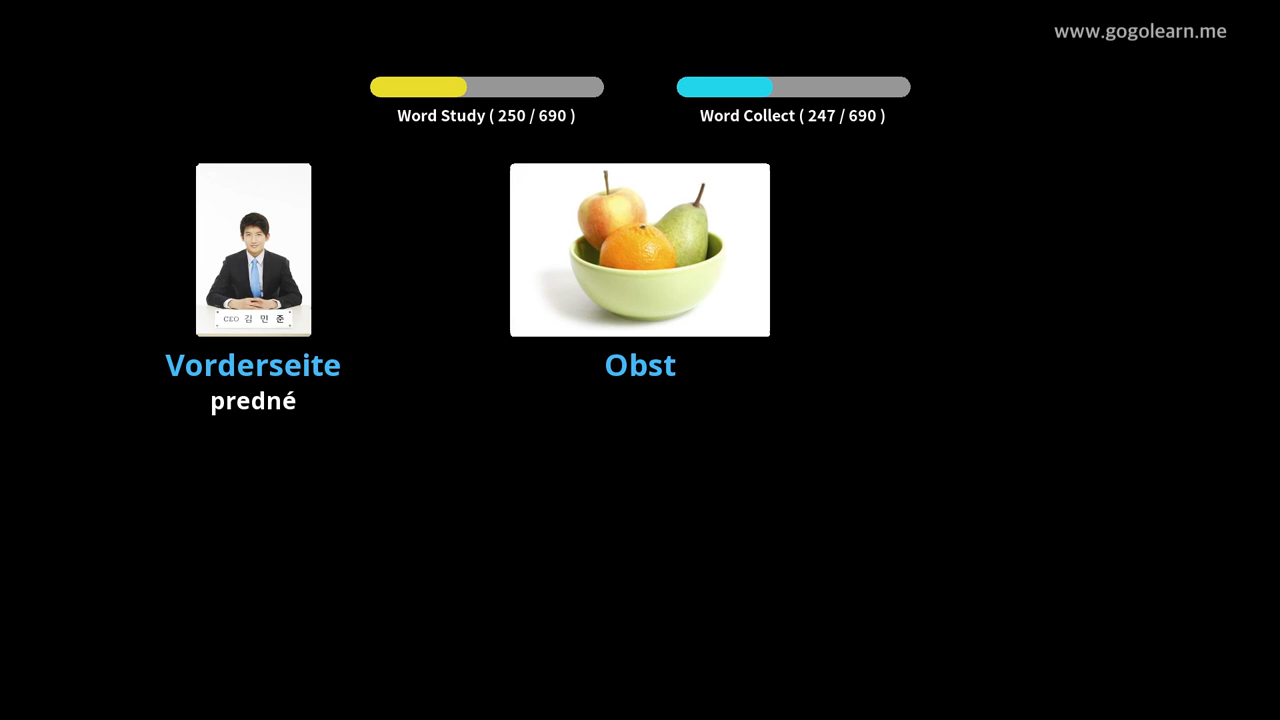 www.gogolearn.me
Word Study ( 250 / 690 )
Word Collect ( 247 / 690 )
CEO 김 민 준
Vorderseite
predné
Obst